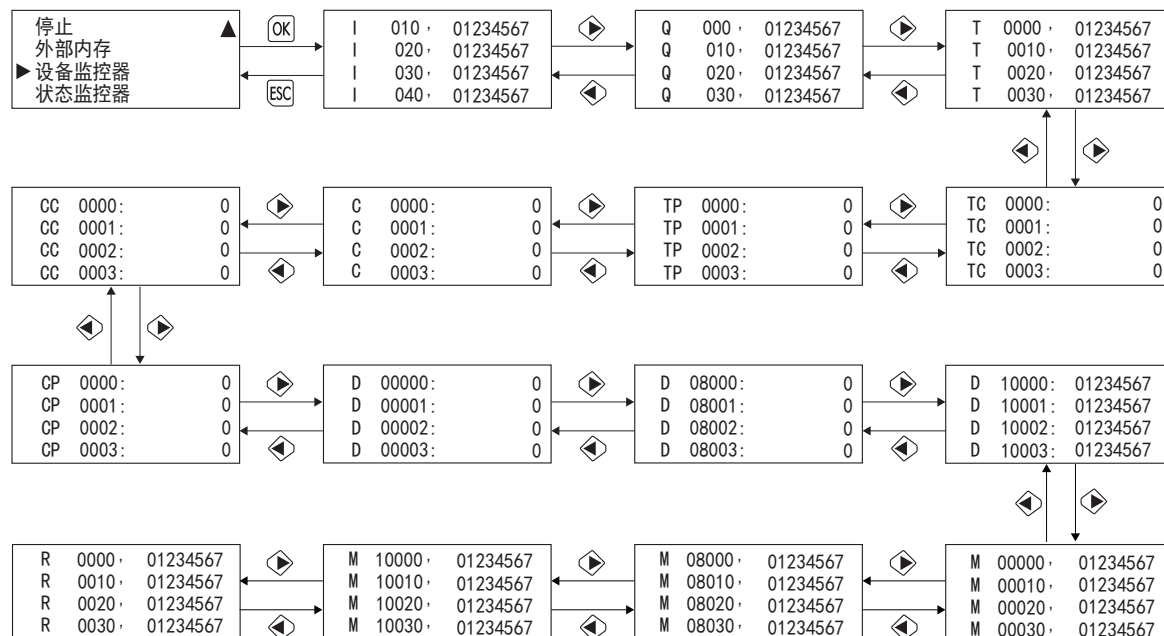 停止
外部内存
设备监控器
状态监控器
OK
ESC
I 010, 01234567
I 020, 01234567
I 030, 01234567
I 040, 01234567
Q 000, 01234567
Q 010, 01234567
Q 020, 01234567
Q 030, 01234567
T 0000, 01234567
T 0010, 01234567
T 0020, 01234567
T 0030, 01234567
CC 0000: 0
CC 0001: 0
CC 0002: 0
CC 0003: 0
C 0000: 0
C 0001: 0
C 0002: 0
C 0003: 0
TP 0000: 0
TP 0001: 0
TP 0002: 0
TP 0003: 0
TC 0000: 0
TC 0001: 0
TC 0002: 0
TC 0003: 0
CP 0000: 0
CP 0001: 0
CP 0002: 0
CP 0003: 0
D 00000: 0
D 00001: 0
D 00002: 0
D 00003: 0
D 08000: 0
D 08001: 0
D 08002: 0
D 08003: 0
D 10000: 01234567
D 10001: 01234567
D 10002: 01234567
D 10003: 01234567
R 0000, 01234567
R 0010, 01234567
R 0020, 01234567
R 0030, 01234567
M 10000, 01234567
M 10010, 01234567
M 10020, 01234567
M 10030, 01234567
M 08000, 01234567
M 08010, 01234567
M 08020, 01234567
M 08030, 01234567
M 00000, 01234567
M 00010, 01234567
M 00020, 01234567
M 00030, 01234567